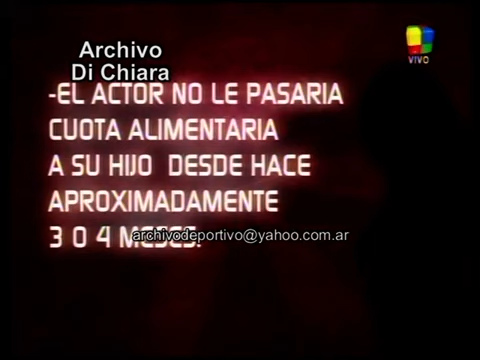 Archivo
Di Chiara
VIVO
-EL ACTOR NO LE PASARIA
CUOTA ALIMENTARIA
A SU HIJO DESDE HACE
APROXIMADAMENTE
3 O 4 MESES.
archivodeportivo@yahoo.com.ar